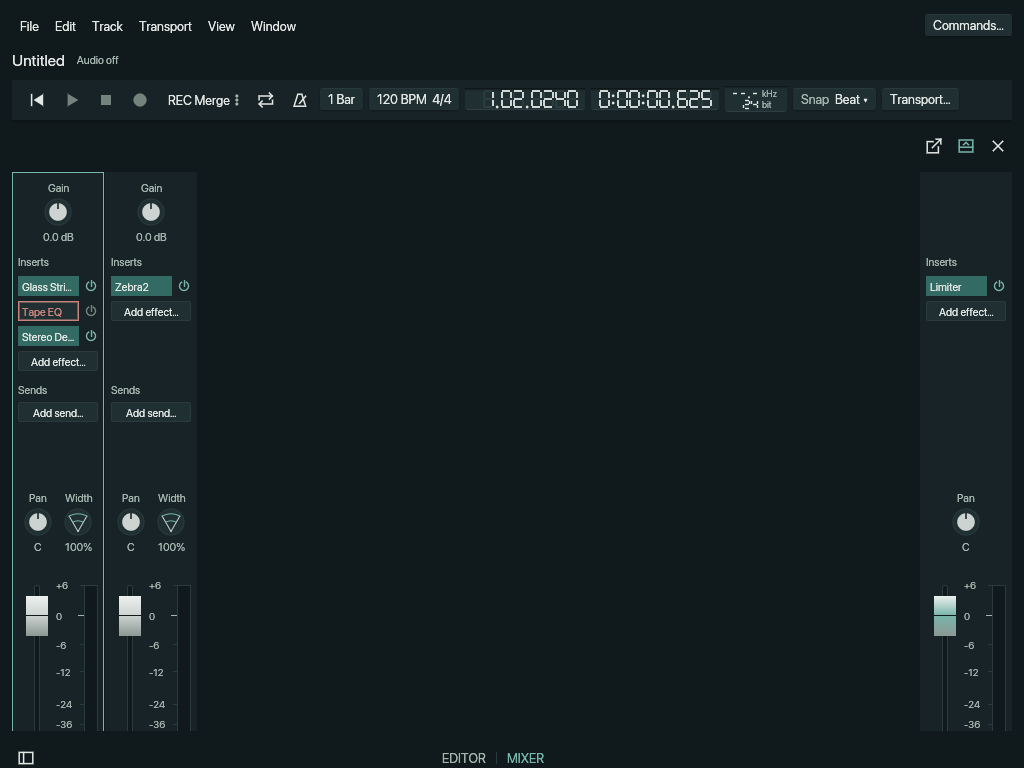 File Edit Track Transport View Window Commands...
Untitled Audio off
REC Merge 1 Bar 120 BPM 4/4 1.02.0240 0:00:00.625 --.- kHz -24 bit Snap Beat Transport...
Gain Gain
0.0 dB 0.0 dB
Inserts Inserts Inserts
Glass Stri... Zebra2 Limiter
Tape EQ Add effect... Add effect...
Stereo De...
Add effect...
Sends Sends
Add send... Add send...
Pan Width Pan Width Pan
C 100% C 100% C
+6 +6 +6
0 0 0
-6 -6 -6
-12 -12 -12
-24 -24 -24
-36 -36 -36
EDITOR MIXER